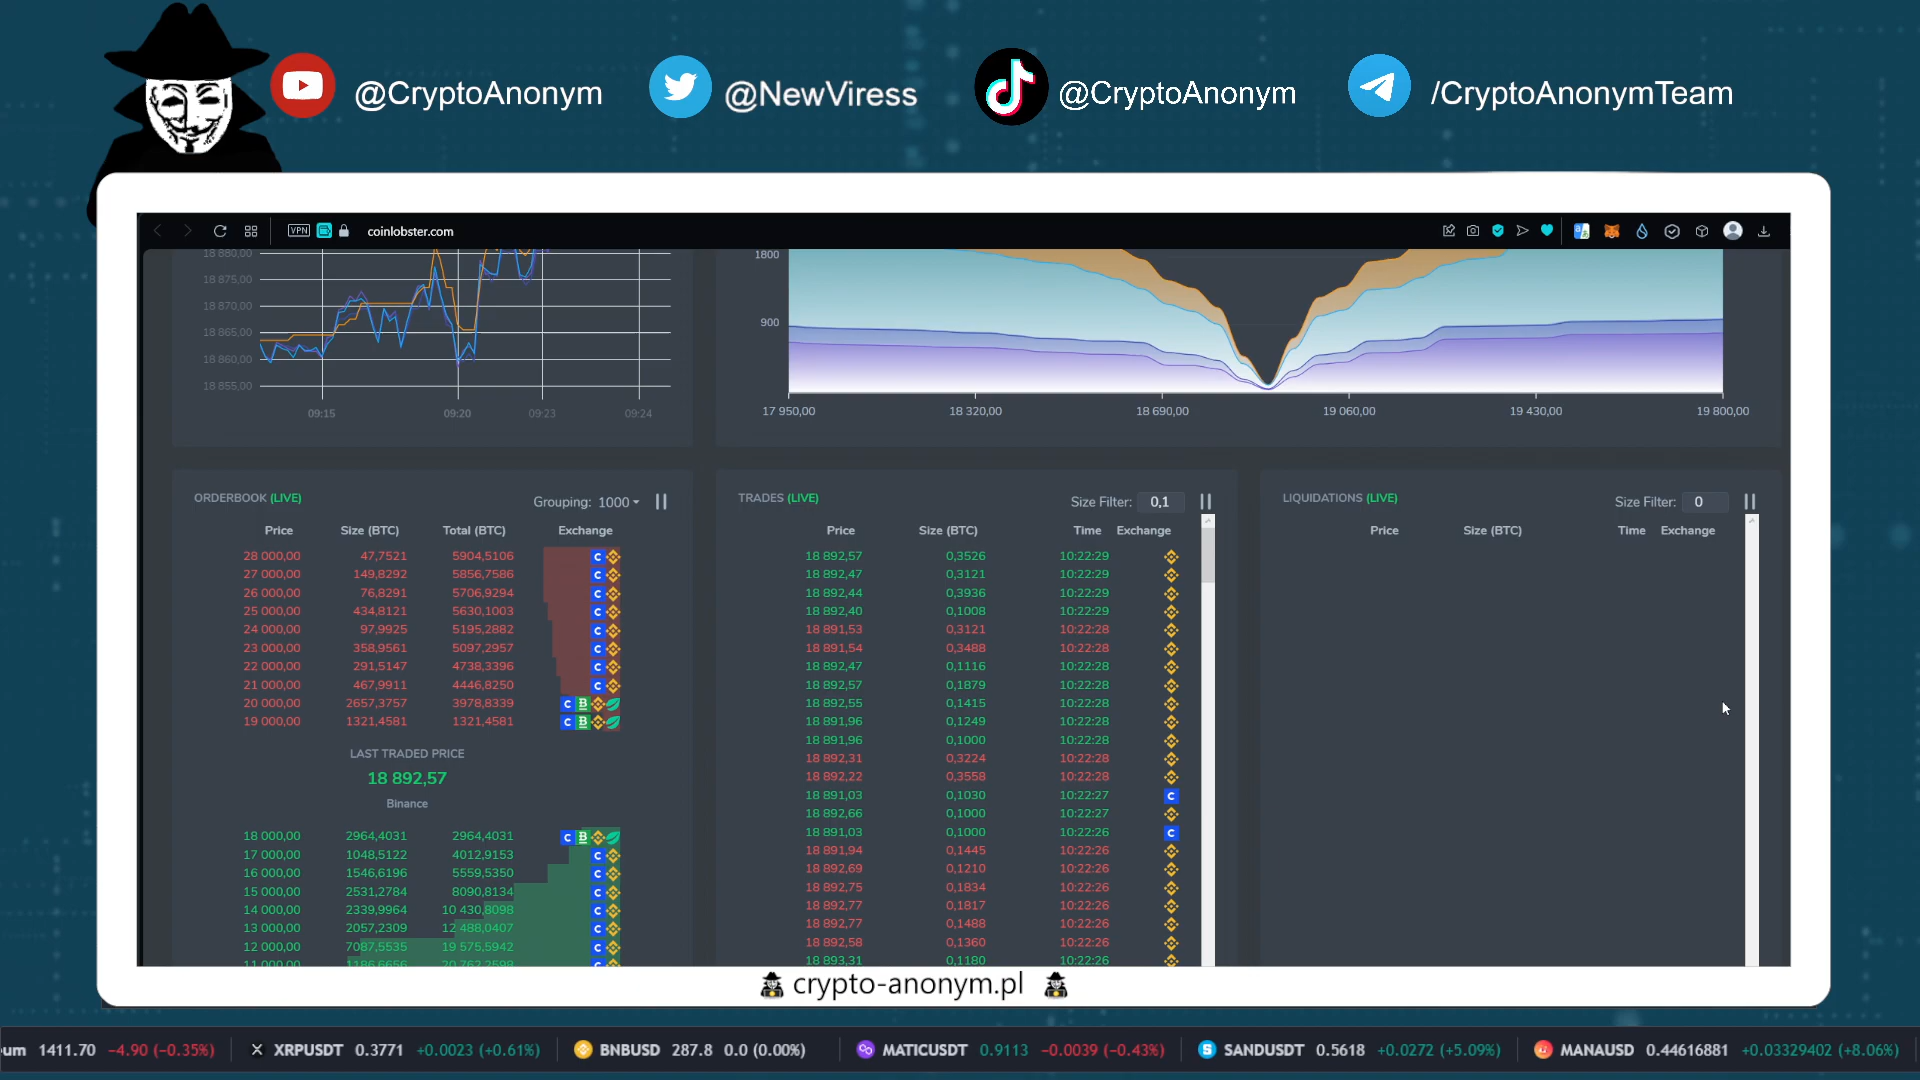 @CryptoAnonym @NewViress @CryptoAnonym /CryptoAnonymTeam
VPN coinlobster.com
18 880,00
18 875,00
18 870,00
18 865,00
18 860,00
18 855,00
09:15 09:20 09:23 09:24
1800
900
17 950,00 18 320,00 18 690,00 19 060,00 19 430,00 19 800,00
ORDERBOOK (LIVE) Grouping: 1000
Price Size (BTC) Total (BTC) Exchange
28 000,00 47,7521 5904,5106
27 000,00 149,8292 5856,7586
26 000,00 76,8291 5706,9294
25 000,00 434,8121 5630,1003
24 000,00 97,9925 5195,2882
23 000,00 358,9561 5097,2957
22 000,00 291,5147 4738,3396
21 000,00 467,9911 4446,8250
20 000,00 2657,3757 3978,8339
19 000,00 1321,4581 1321,4581
LAST TRADED PRICE
18 892,57
Binance
18 000,00 2964,4031 2964,4031
17 000,00 1048,5122 4012,9153
16 000,00 1546,6196 5559,5350
15 000,00 2531,2784 8090,8134
14 000,00 2339,9964 10 430,8098
13 000,00 2057,2309 12 488,0407
12 000,00 7087,5535 19 575,5942
11 000,00 1186,6656 20 762,2598
TRADES (LIVE) Size Filter: 0,1
Price Size (BTC) Time Exchange
18 892,57 0,3526 10:22:29
18 892,47 0,3121 10:22:29
18 892,44 0,3936 10:22:29
18 892,40 0,1008 10:22:29
18 891,53 0,3121 10:22:28
18 891,54 0,3488 10:22:28
18 892,47 0,1116 10:22:28
18 892,57 0,1879 10:22:28
18 892,55 0,1415 10:22:28
18 891,96 0,1249 10:22:28
18 891,96 0,1000 10:22:28
18 892,31 0,3224 10:22:28
18 892,22 0,3558 10:22:28
18 891,03 0,1030 10:22:27
18 892,66 0,1000 10:22:27
18 891,03 0,1000 10:22:26
18 891,94 0,1445 10:22:26
18 892,69 0,1210 10:22:26
18 892,75 0,1834 10:22:26
18 892,77 0,1817 10:22:26
18 892,77 0,1488 10:22:26
18 892,58 0,1360 10:22:26
18 893,31 0,1180 10:22:26
LIQUIDATIONS (LIVE) Size Filter: 0
Price Size (BTC) Time Exchange
crypto-anonym.pl
um 1411.70 −4.90 (−0.35%) XRPUSDT 0.3771 +0.0023 (+0.61%) BNBUSD 287.8 0.0 (0.00%) MATICUSDT 0.9113 −0.0039 (−0.43%) SANDUSDT 0.5618 +0.0272 (+5.09%) MANAUSD 0.44616881 +0.03329402 (+8.06%)